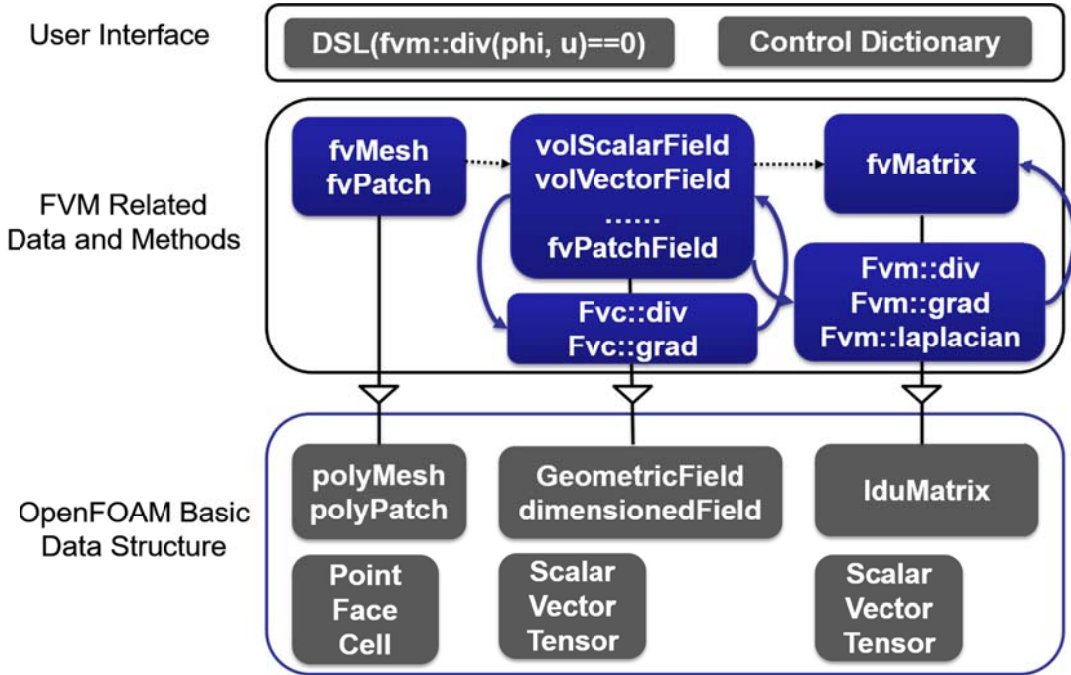 User Interface
DSL(fvm::div(phi, u)==0)
Control Dictionary
FVM Related
Data and Methods
fvMesh
fvPatch
volScalarField
volVectorField
......
fvPatchField
Fvc::div
Fvc::grad
fvMatrix
Fvm::div
Fvm::grad
Fvm::laplacian
OpenFOAM Basic
Data Structure
polyMesh
polyPatch
GeometricField
dimensionedField
lduMatrix
Point
Face
Cell
Scalar
Vector
Tensor
Scalar
Vector
Tensor